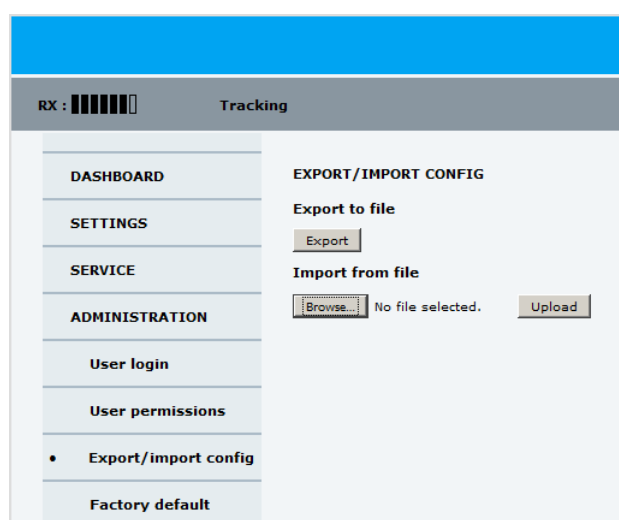 RX : Tracking
DASHBOARD
SETTINGS
SERVICE
ADMINISTRATION
User login
User permissions
• Export/import config
Factory default
EXPORT/IMPORT CONFIG
Export to file
Export
Import from file
Browse... No file selected. Upload